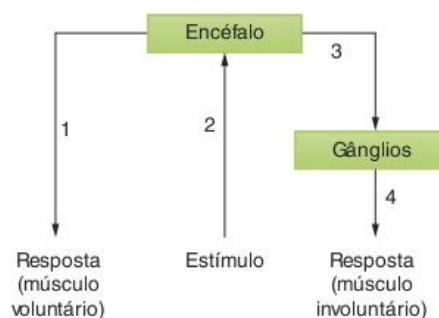 Encéfalo
1
2
3
Gânglios
4
Resposta
(músculo
voluntário)
Estímulo
Resposta
(músculo
involuntário)